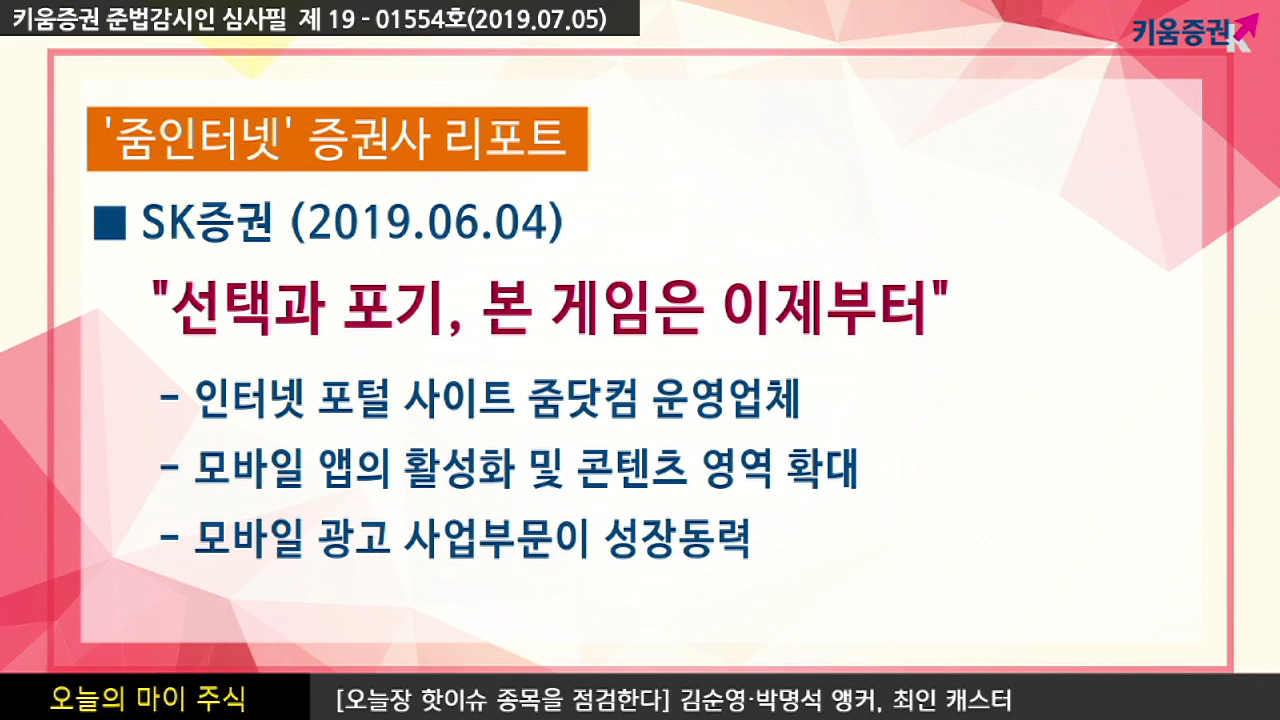 키움증권 준법감시인 심사필 제 19 - 01554호(2019.07.05)
키움증권
'줌인터넷' 증권사 리포트
■ SK증권 (2019.06.04)
"선택과 포기, 본 게임은 이제부터"
- 인터넷 포털 사이트 줌닷컴 운영업체
- 모바일 앱의 활성화 및 콘텐츠 영역 확대
- 모바일 광고 사업부문이 성장동력
오늘의 마이 주식
[오늘장 핫이슈 종목을 점검한다] 김순영·박명석 앵커, 최인 캐스터